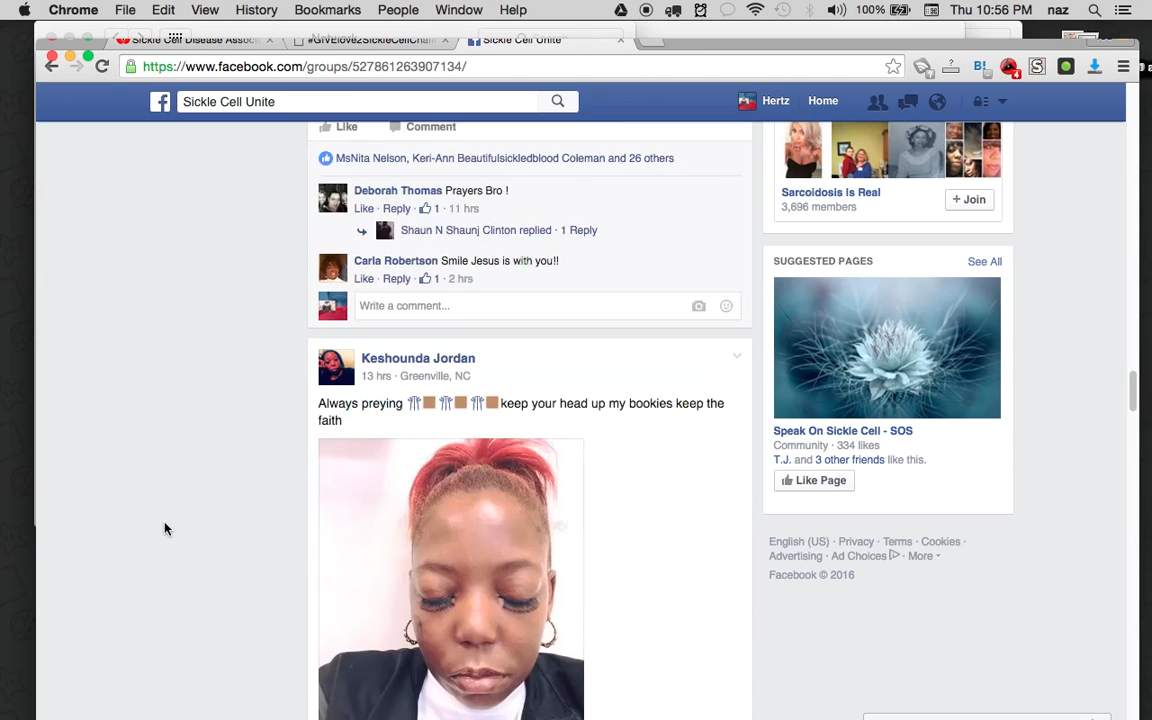 Chrome File Edit View History Bookmarks People Window Help 100% Thu 10:56 PM naz
Sickle Cell Disease Assoc #GIVElove2SickleCellChall Sickle Cell Unite
https://www.facebook.com/groups/527861263907134/
Sickle Cell Unite Hertz Home
Like Comment
MsNita Nelson, Keri-Ann Beautifulsickledblood Coleman and 26 others
Deborah Thomas Prayers Bro !
Like · Reply · 1 · 11 hrs
Shaun N Shaunj Clinton replied · 1 Reply
Carla Robertson Smile Jesus is with you!!
Like · Reply · 1 · 2 hrs
Write a comment...
Keshounda Jordan
13 hrs · Greenville, NC
Always preying keep your head up my bookies keep the
faith
Sarcoidosis Is Real
3,696 members
+ Join
SUGGESTED PAGES See All
Speak On Sickle Cell - SOS
Community · 334 likes
T.J. and 3 other friends like this.
Like Page
English (US) · Privacy · Terms · Cookies ·
Advertising · Ad Choices · More
Facebook © 2016